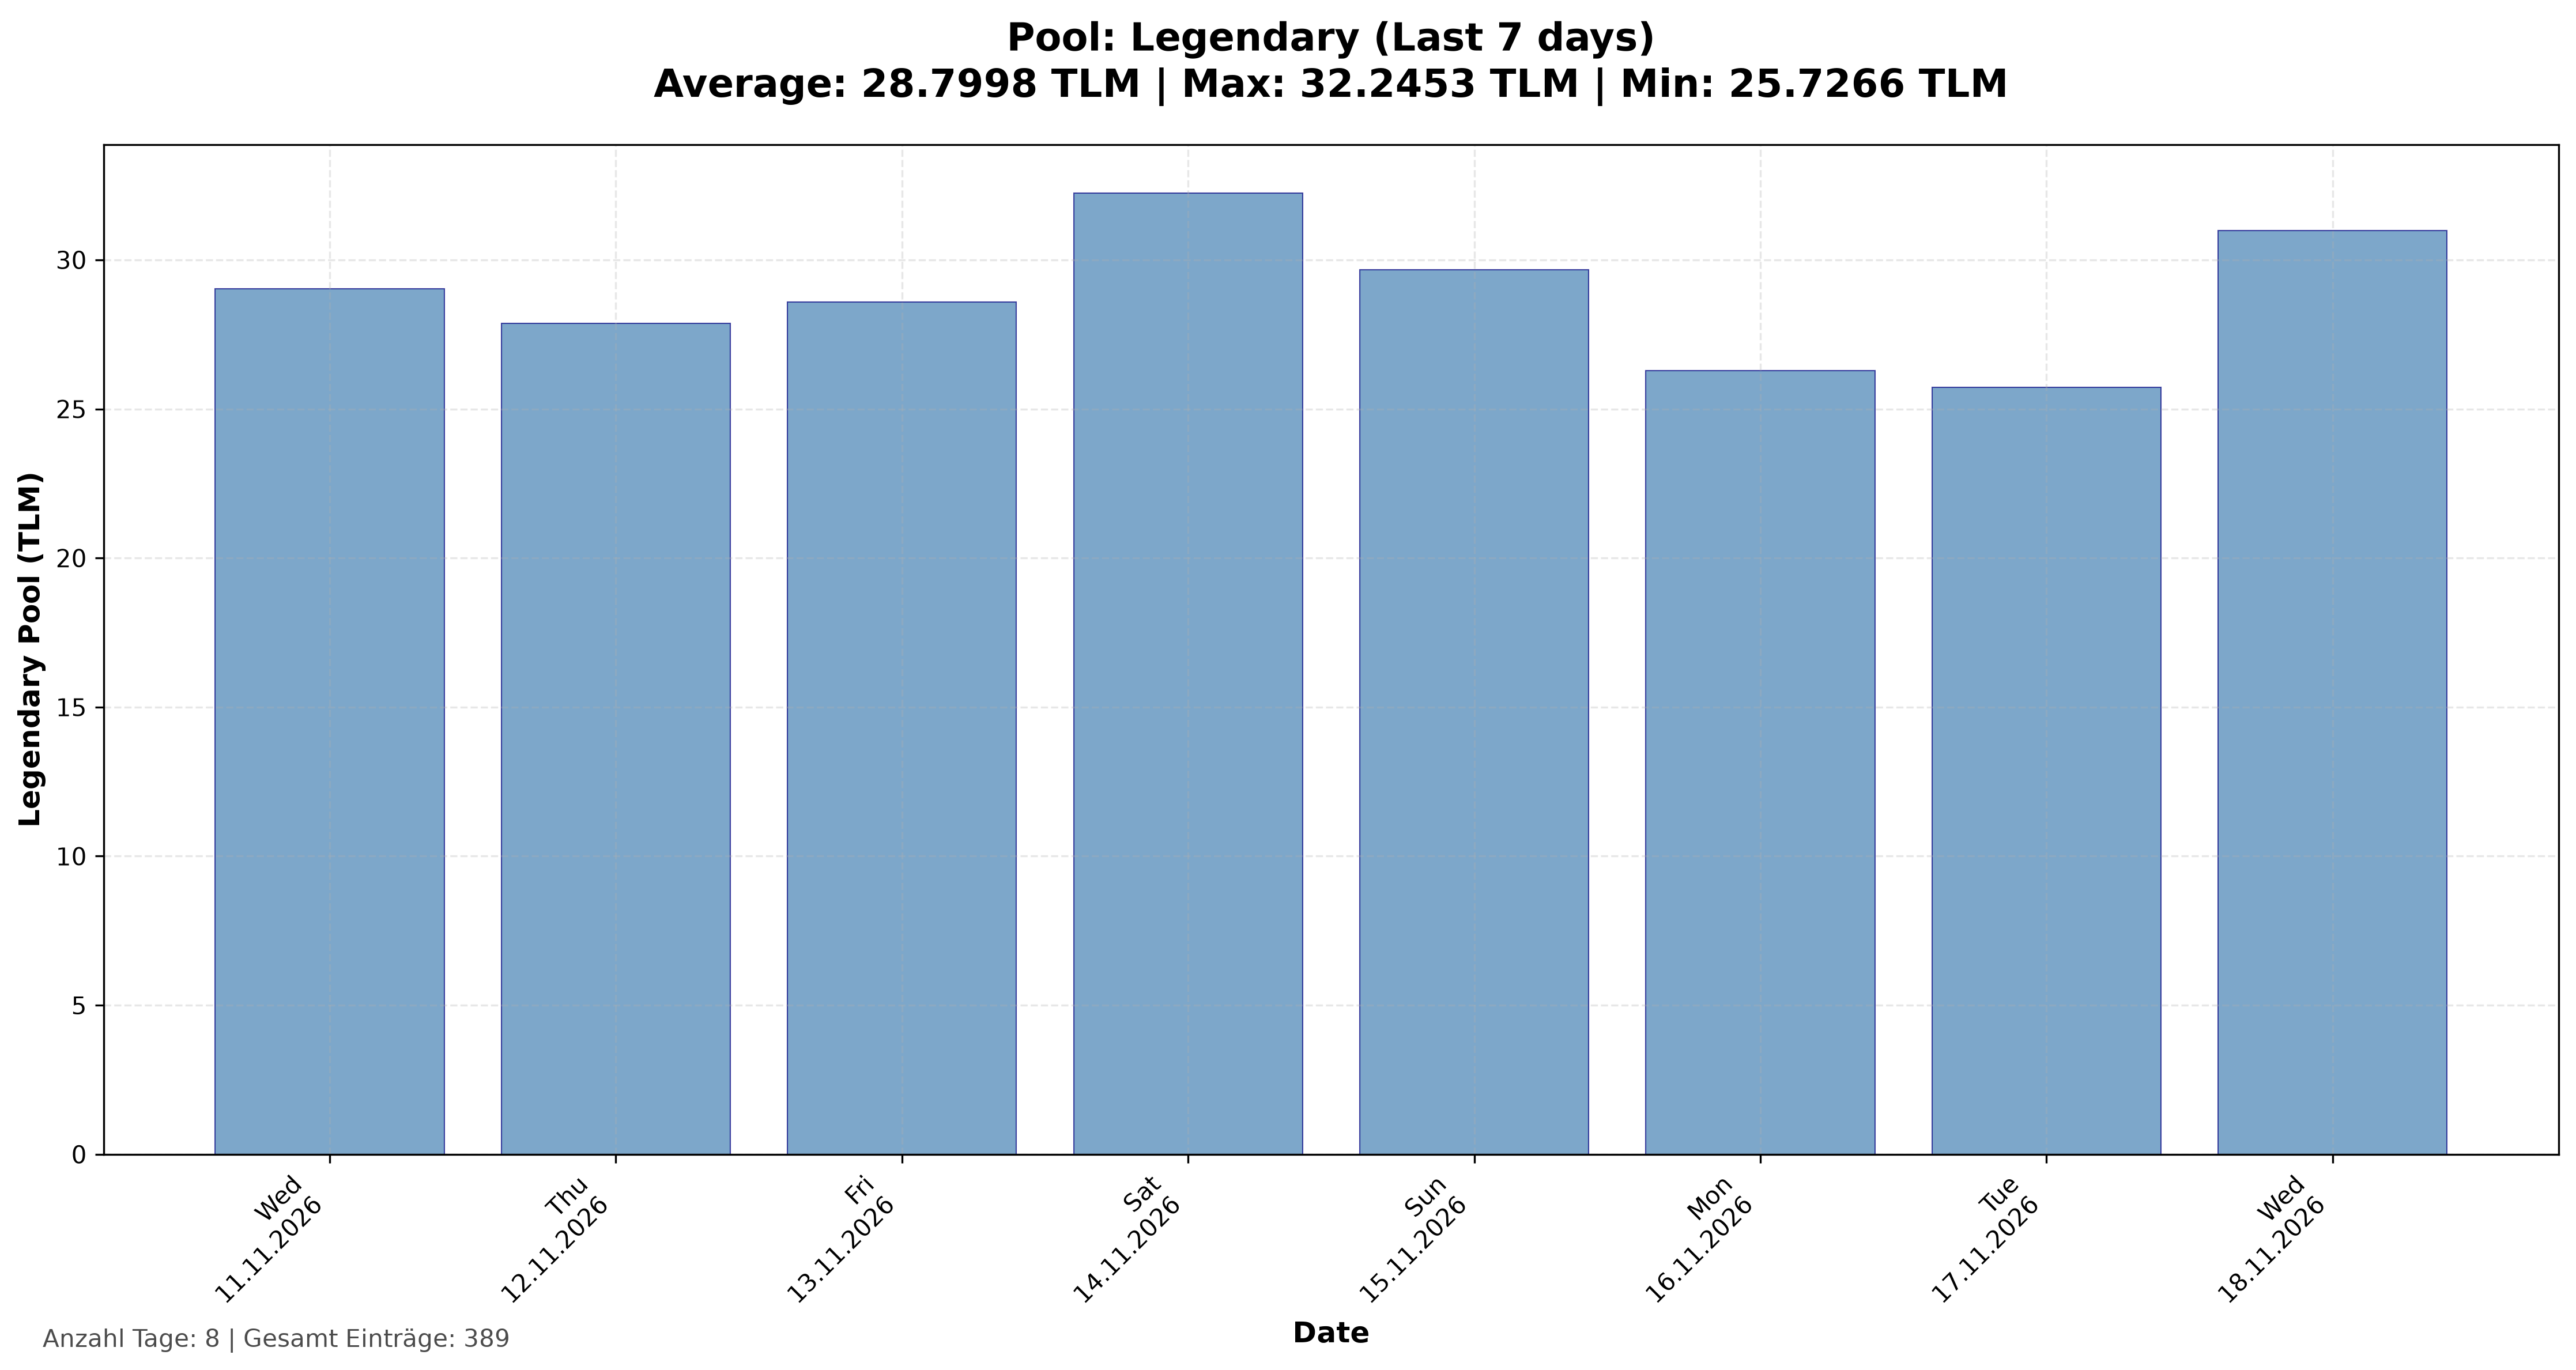 Pool: Legendary (Last 7 days)
Average: 28.7998 TLM | Max: 32.2453 TLM | Min: 25.7266 TLM
Legendary Pool (TLM)
30
25
20
15
10
5
0
Wed
11.11.2026
Thu
12.11.2026
Fri
13.11.2026
Sat
14.11.2026
Sun
15.11.2026
Mon
16.11.2026
Tue
17.11.2026
Wed
18.11.2026
Date
Anzahl Tage: 8 | Gesamt Einträge: 389